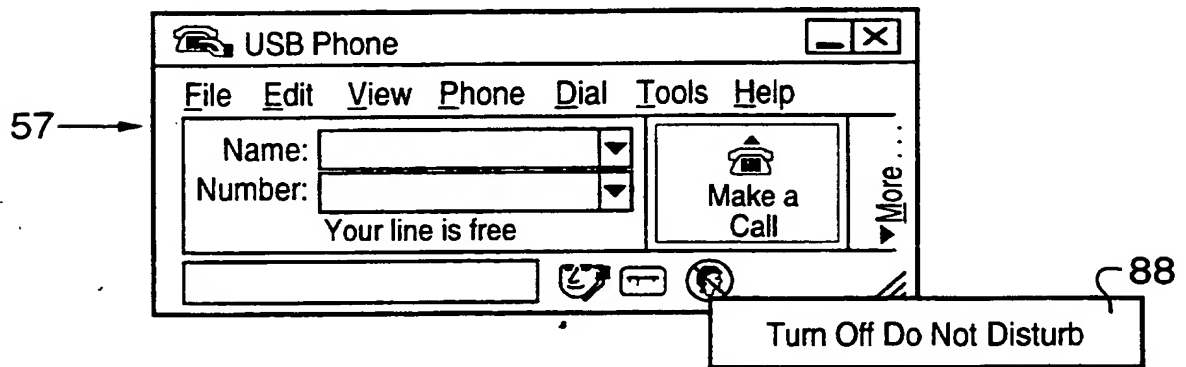 USB Phone
File Edit View Phone Dial Tools Help
57
Name:
Number:
Your line is free
Make a
Call
More...
88
Turn Off Do Not Disturb